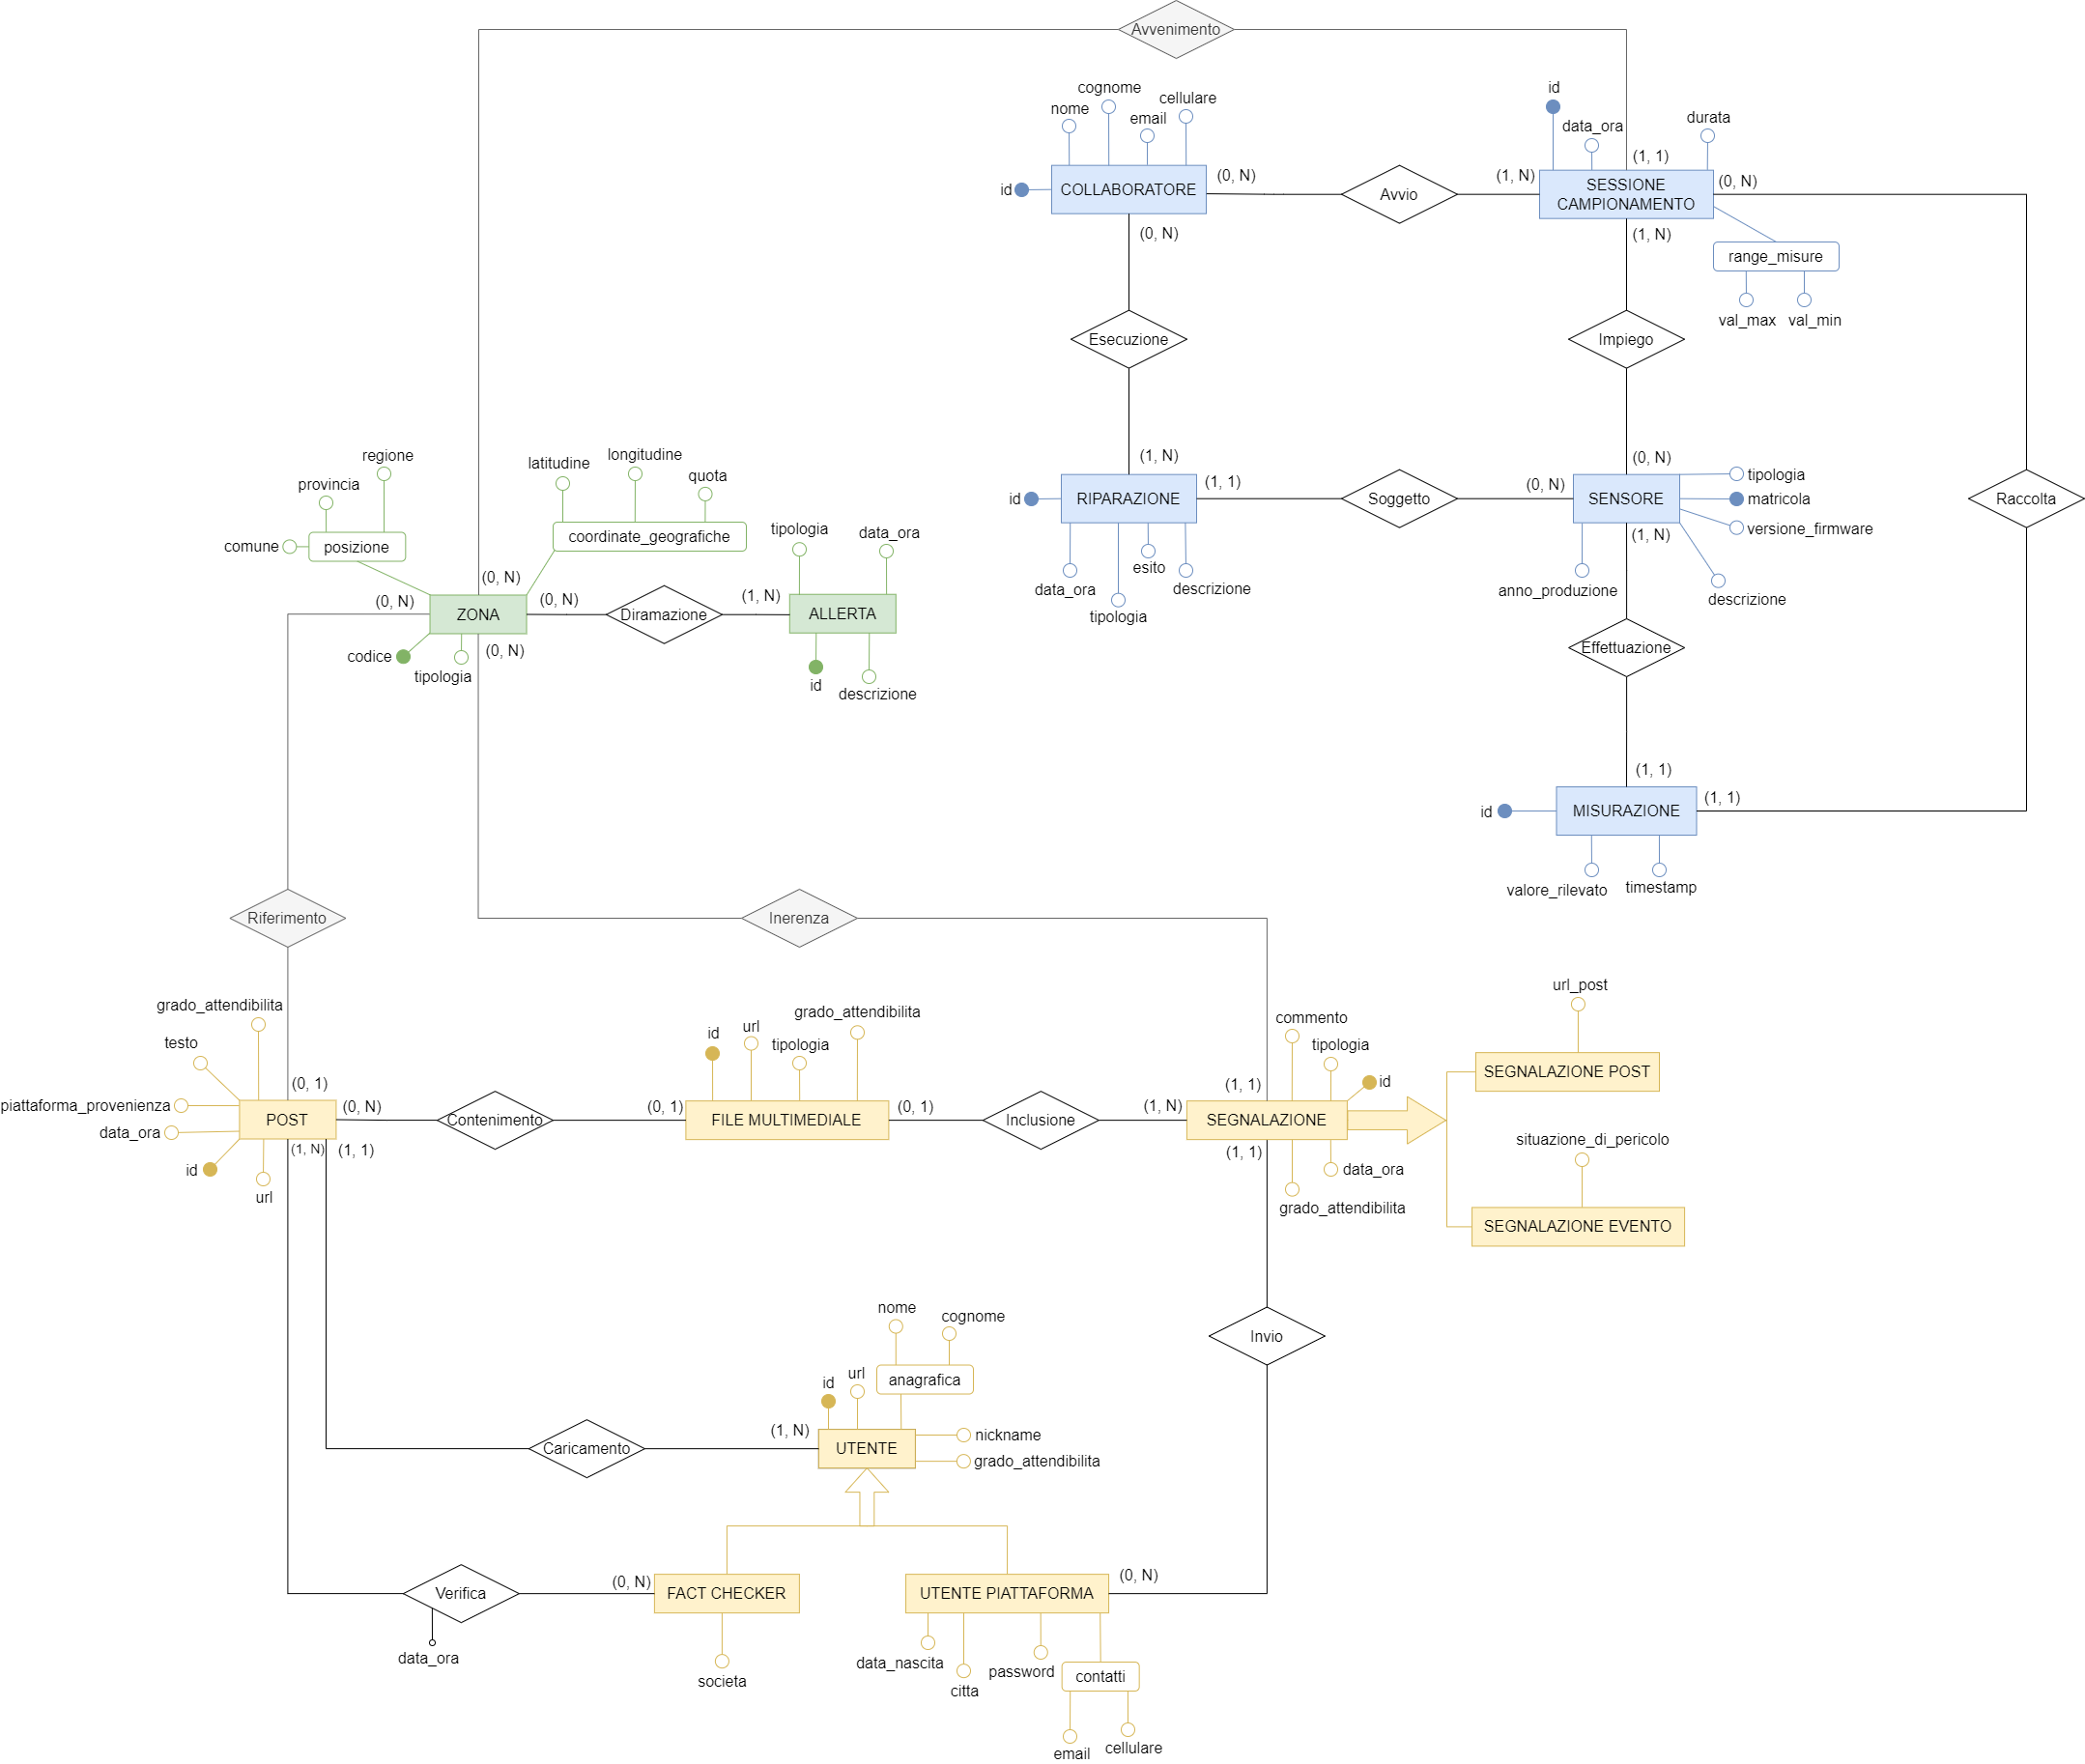 Avvenimento
id
cognome
cellulare
nome
email
data_ora
durata
(1, 1)
(0, N)
(1, N)
(0, N)
id
COLLABORATORE
Avvio
SESSIONE
CAMPIONAMENTO
(0, N)
(1, N)
range_misure
val_max
val_min
Esecuzione
Impiego
Raccolta
(1, N)
(0, N)
(1, 1)
(0, N)
id
RIPARAZIONE
Soggetto
SENSORE
tipologia
matricola
versione_firmware
(1, N)
esito
data_ora
descrizione
tipologia
anno_produzione
descrizione
regione
provincia
comune
posizione
latitudine
longitudine
quota
coordinate_geografiche
tipologia
data_ora
(0, N)
(0, N)
(0, N)
(1, N)
ZONA
Diramazione
ALLERTA
(0, N)
codice
tipologia
id
descrizione
Effettuazione
(1, 1)
(1, 1)
id
MISURAZIONE
valore_rilevato
timestamp
Riferimento
Inerenza
grado_attendibilita
testo
piattaforma_provenienza
data_ora
id
url
(0, 1)
(0, N)
POST
(1, N)
(1, 1)
Contenimento
id
url
tipologia
grado_attendibilita
(0, 1)
FILE MULTIMEDIALE
(0, 1)
Inclusione
commento
tipologia
id
(1, 1)
(1, N)
SEGNALAZIONE
(1, 1)
data_ora
grado_attendibilita
url_post
SEGNALAZIONE POST
situazione_di_pericolo
SEGNALAZIONE EVENTO
Invio
nome
cognome
anagrafica
id
url
(1, N)
Caricamento
UTENTE
nickname
grado_attendibilita
(0, N)
(0, N)
Verifica
FACT CHECKER
UTENTE PIATTAFORMA
data_ora
societa
data_nascita
citta
password
contatti
email
cellulare